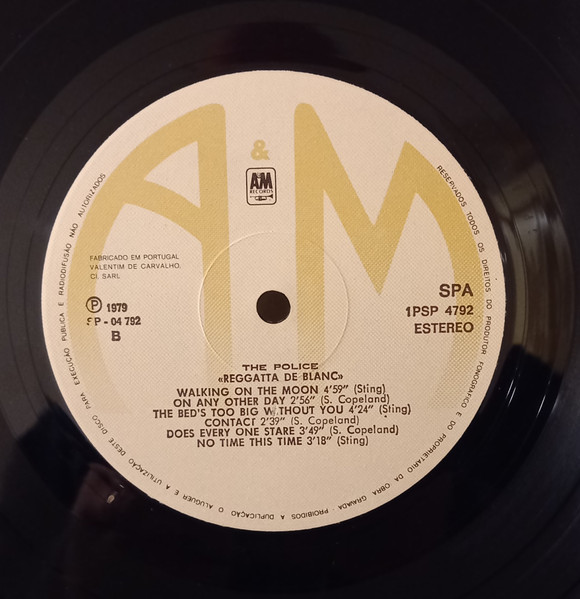 A & M
A&M
RECORDS
RESERVADOS TODOS OS DIREITOS DO PRODUTOR FONOGRÁFICO E DO PROPRIETÁRIO DA OBRA GRAVADA · PROIBIDOS A DUPLICAÇÃO O ALUGUER E A UTILIZAÇÃO DESTE DISCO PARA EXECUÇÃO PÚBLICA E RADIODIFUSÃO NÃO AUTORIZADOS
FABRICADO EM PORTUGAL
VALENTIM DE CARVALHO,
CI. SARL
Ⓟ 1979
SP - 04 792
B
SPA
1PSP 4792
ESTEREO
THE POLICE
«REGGATTA DE BLANC»
WALKING ON THE MOON 4'59" (Sting)
ON ANY OTHER DAY 2'56" (S. Copeland)
THE BED'S TOO BIG WITHOUT YOU 4'24" (Sting)
CONTACT 2'39" (S. Copeland)
DOES EVERY ONE STARE 3'49" (S. Copeland)
NO TIME THIS TIME 3'18" (Sting)